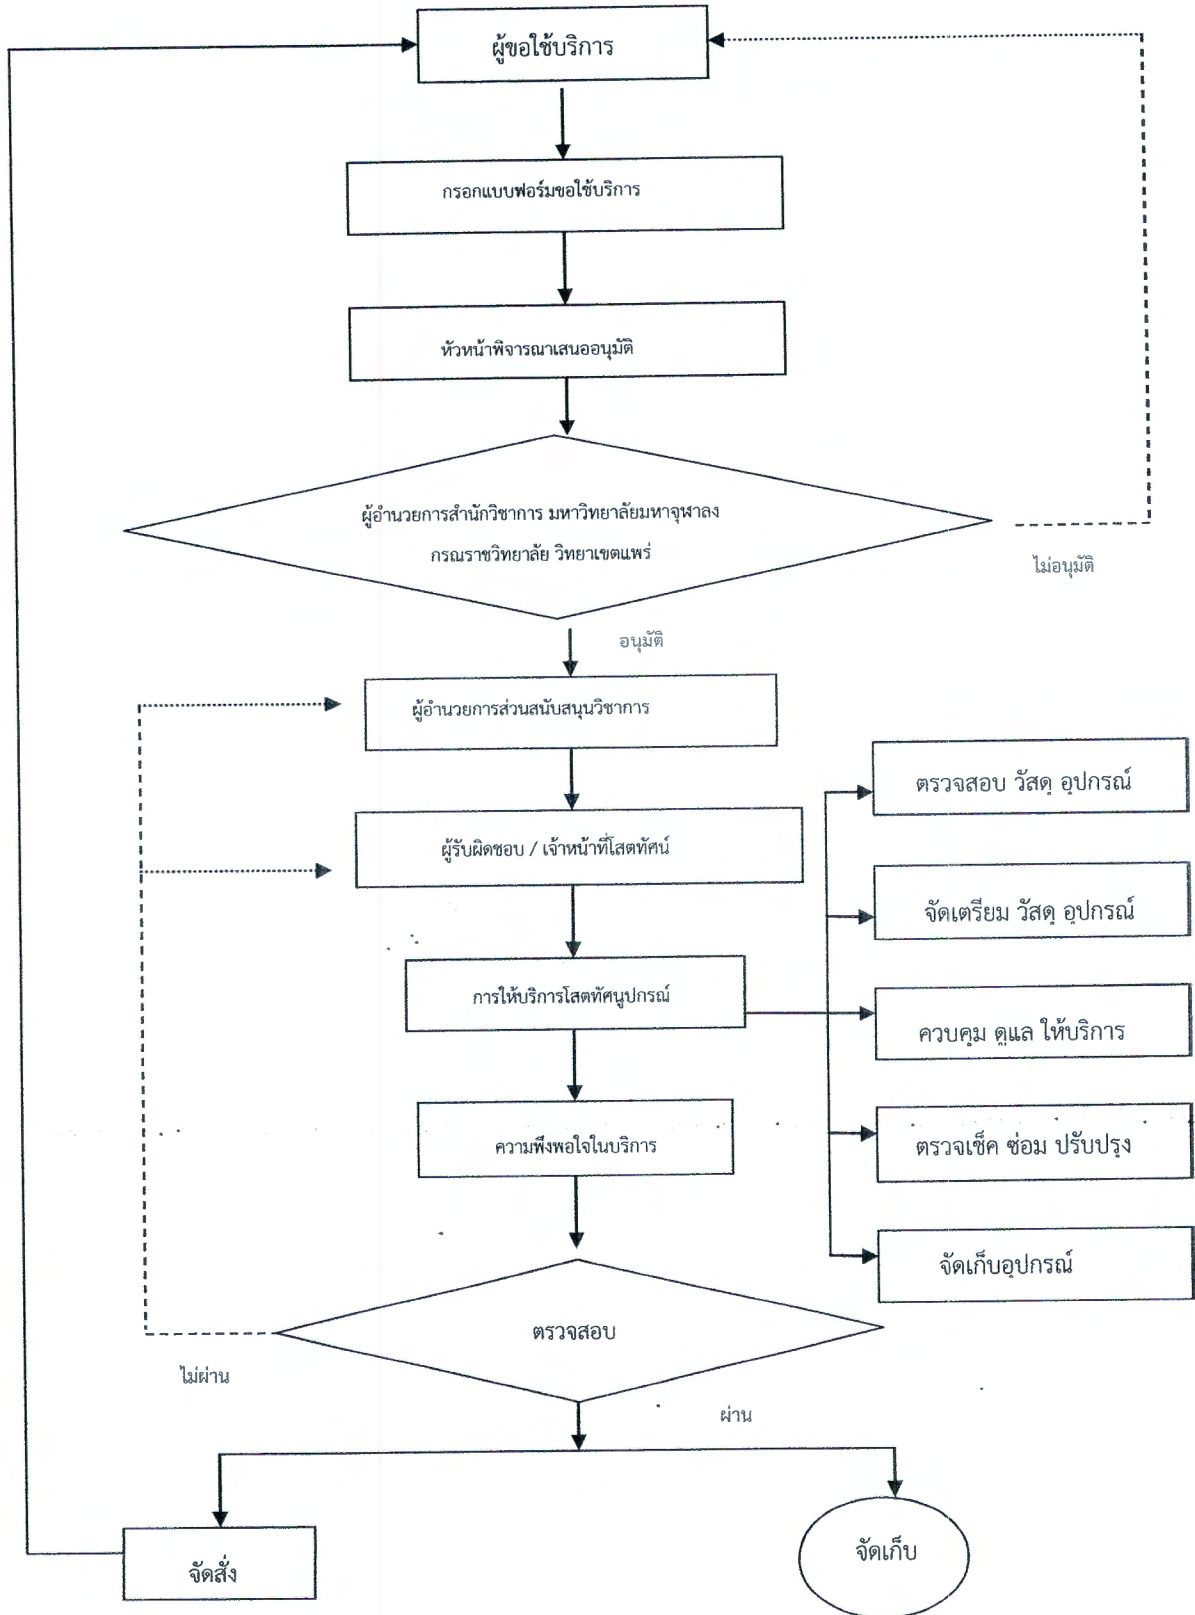 ผู้ขอใช้บริการ
กรอกแบบฟอร์มขอใช้บริการ
หัวหน้าพิจารณาเสนออนุมัติ
ผู้อำนวยการสำนักวิชาการ มหาวิทยาลัยมหาจุฬาลง
กรณราชวิทยาลัย วิทยาเขตแพร่
ไม่อนุมัติ
อนุมัติ
ผู้อำนวยการส่วนสนับสนุนวิชาการ
ผู้รับผิดชอบ / เจ้าหน้าที่โสตทัศน์
การให้บริการโสตทัศนูปกรณ์
ตรวจสอบ วัสดุ อุปกรณ์
จัดเตรียม วัสดุ อุปกรณ์
ควบคุม ดูแล ให้บริการ
ตรวจเช็ค ซ่อม ปรับปรุง
จัดเก็บอุปกรณ์
ความพึงพอใจในบริการ
ตรวจสอบ
ไม่ผ่าน
ผ่าน
จัดสั่ง
จัดเก็บ